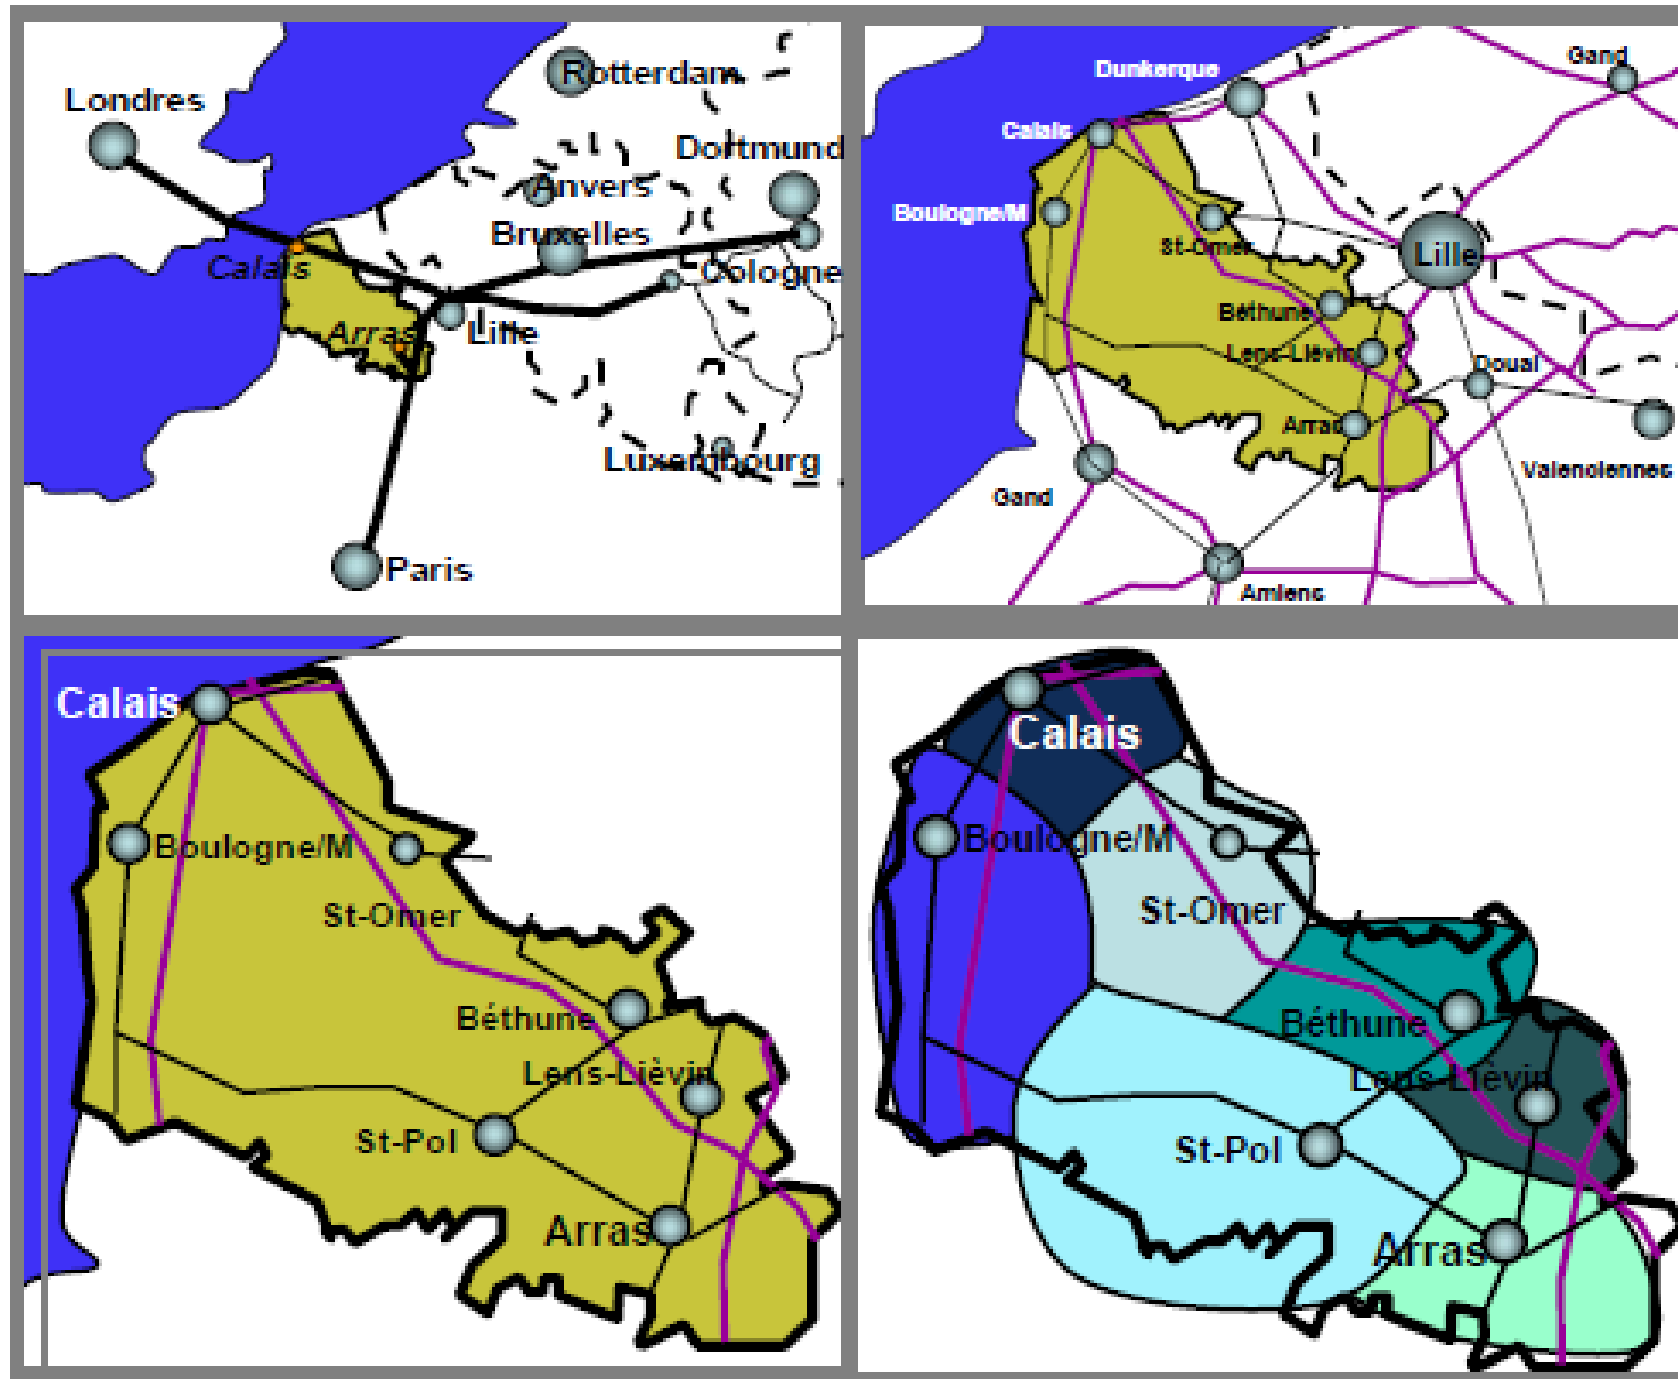 Rotterdam
Londres
Dortmund
Anvers
Bruxelles
Calais
Cologne
Arras
Lille
Luxembourg
Paris
Gand
Dunkerque
Calais
Boulogne/M
St-Omer
Lille
Béthune
Lens-Liévin
Douai
Arras
Valenciennes
Gand
Amiens
Calais
Boulogne/M
St-Omer
Béthune
Lens-Lièvin
St-Pol
Arras
Calais
Boulogne/M
St-Omer
Béthune
Lens-Lièvin
St-Pol
Arras